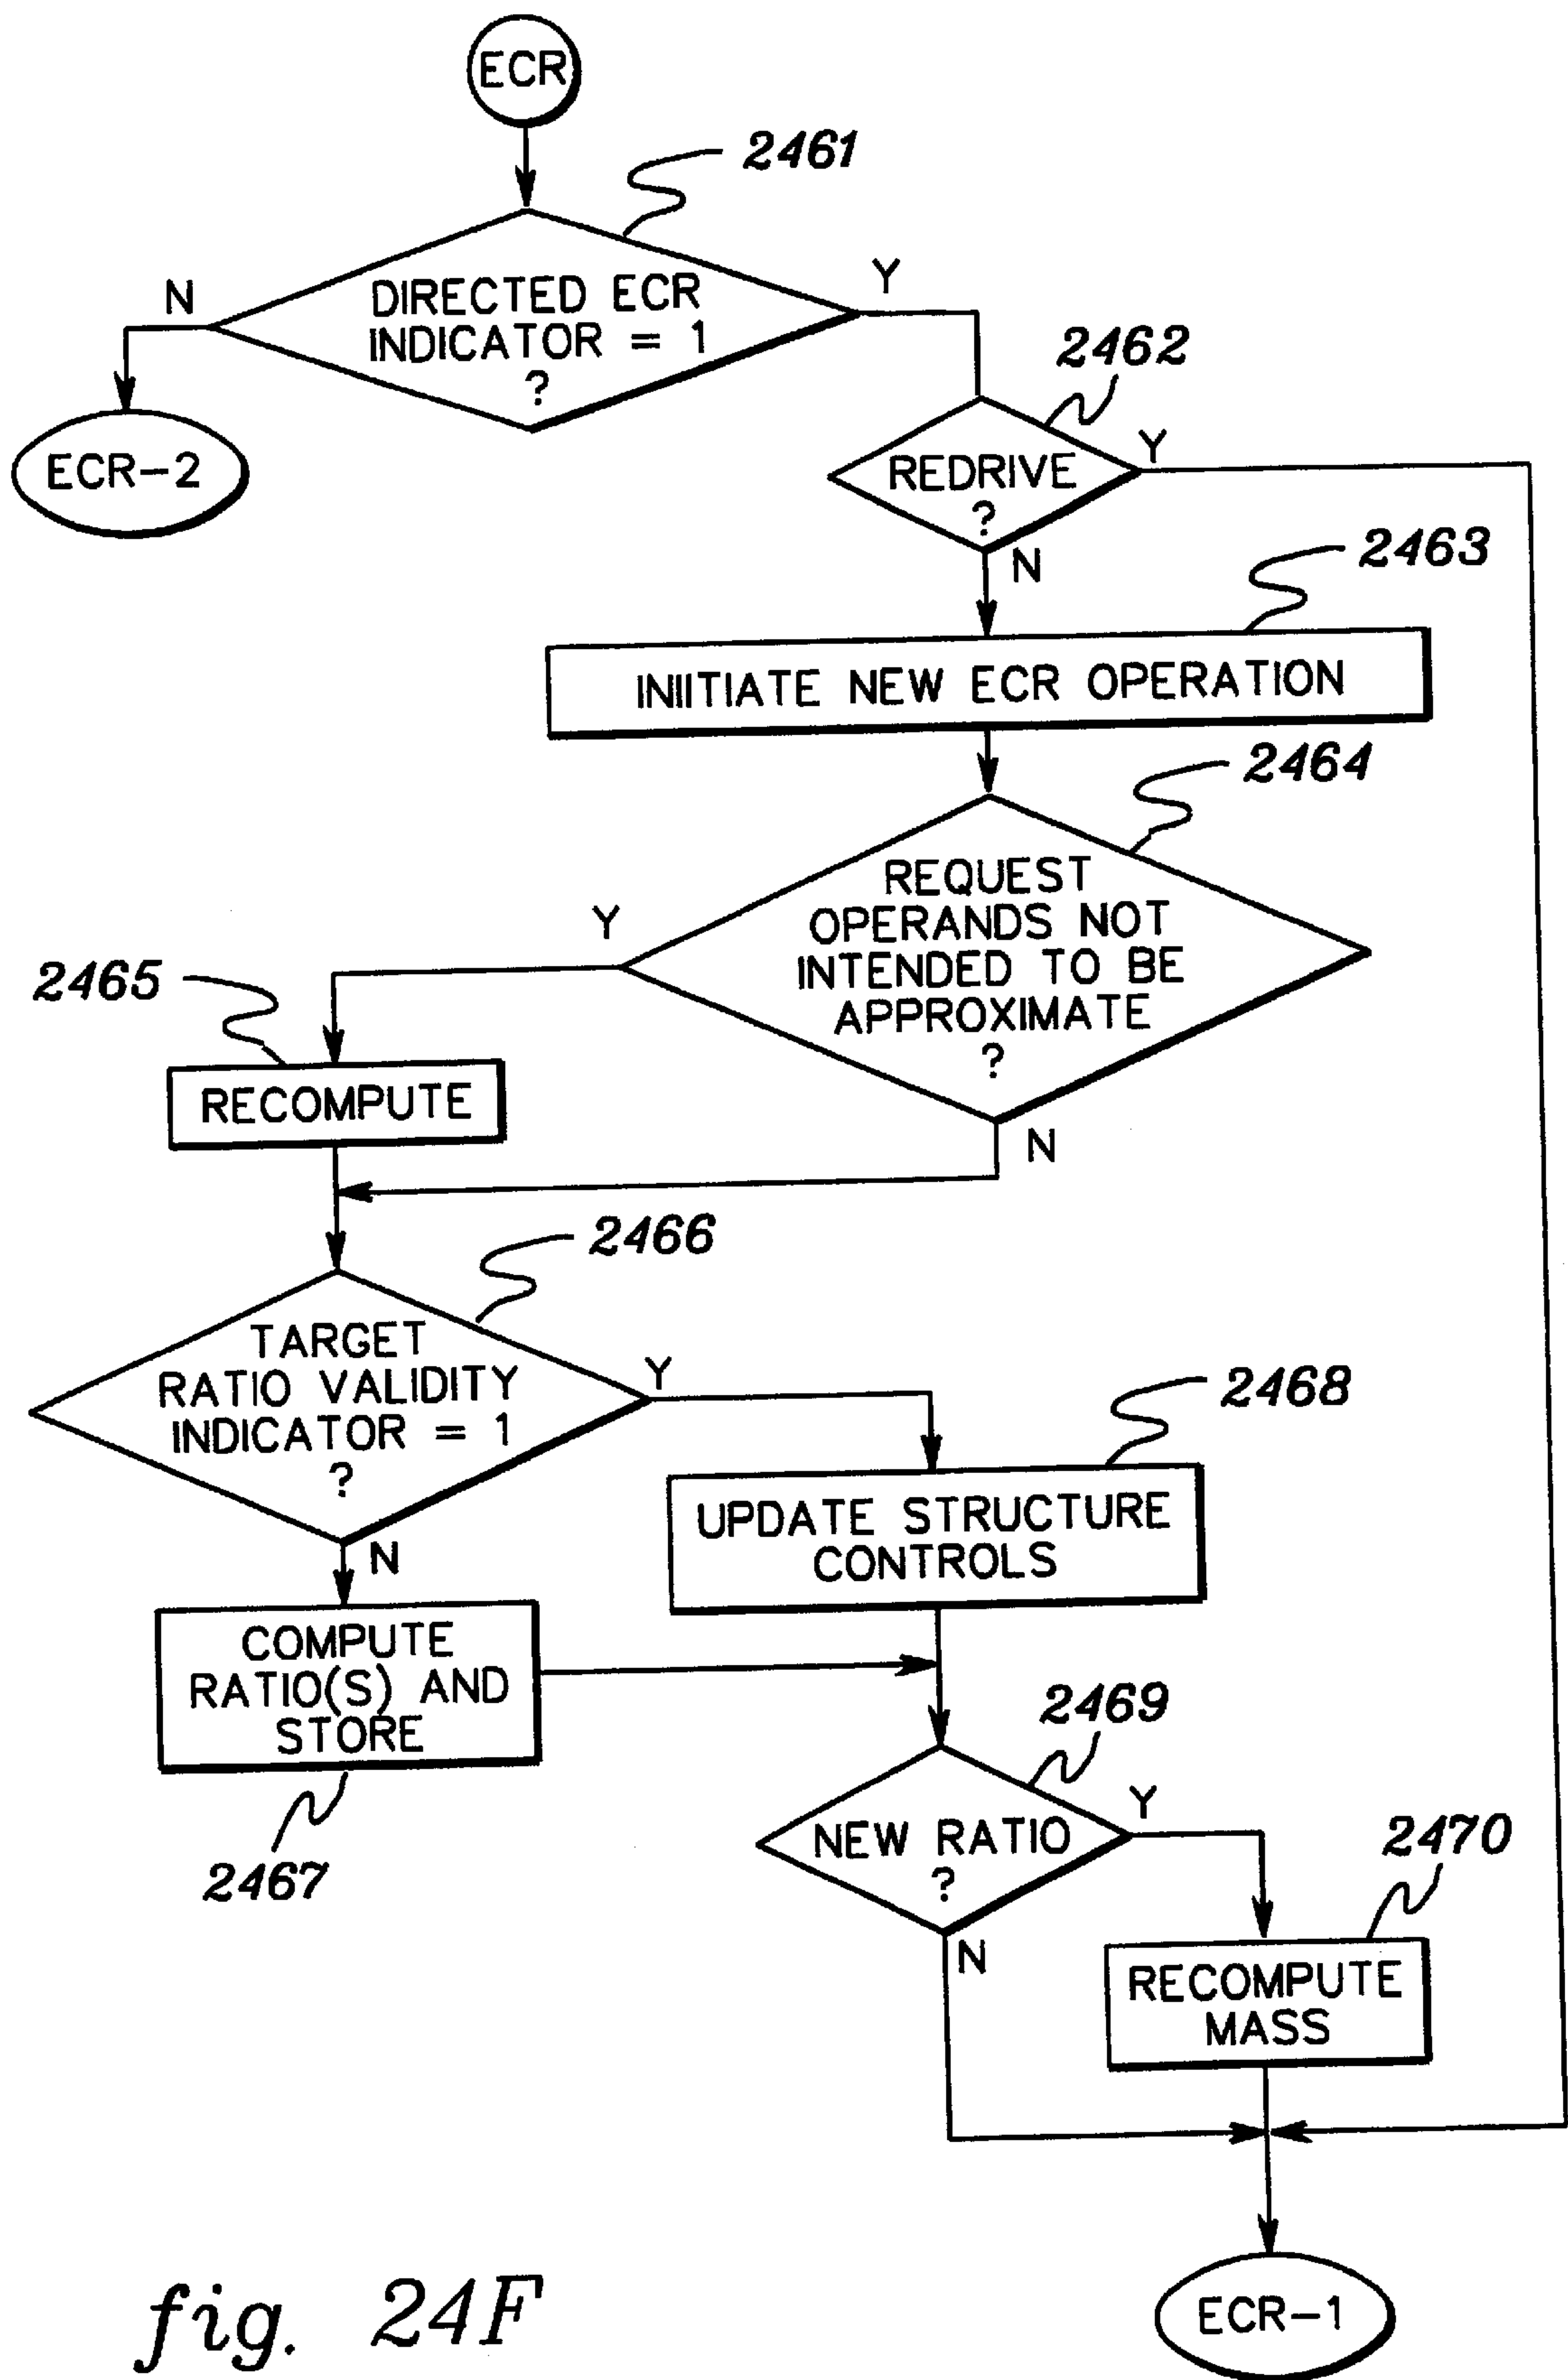 ECR
2461
DIRECTED ECR
INDICATOR = 1
?
N
Y
ECR-2
2462
REDRIVE
?
Y
N
2463
INIITIATE NEW ECR OPERATION
2464
REQUEST
OPERANDS NOT
INTENDED TO BE
APPROXIMATE
?
Y
N
2465
RECOMPUTE
2466
TARGET
RATIO VALIDITY
INDICATOR = 1
?
Y
N
2468
UPDATE STRUCTURE
CONTROLS
COMPUTE
RATIO(S) AND
STORE
2467
2469
NEW RATIO
?
Y
N
2470
RECOMPUTE
MASS
ECR-1
fig. 24F